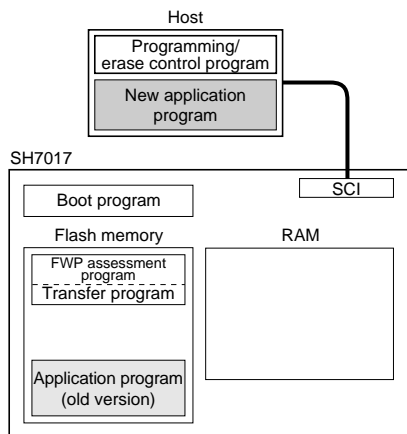 Host
Programming/
erase control program
New application
program
SH7017
SCI
Boot program
Flash memory
RAM
FWP assessment
program
Transfer program
Application program
(old version)